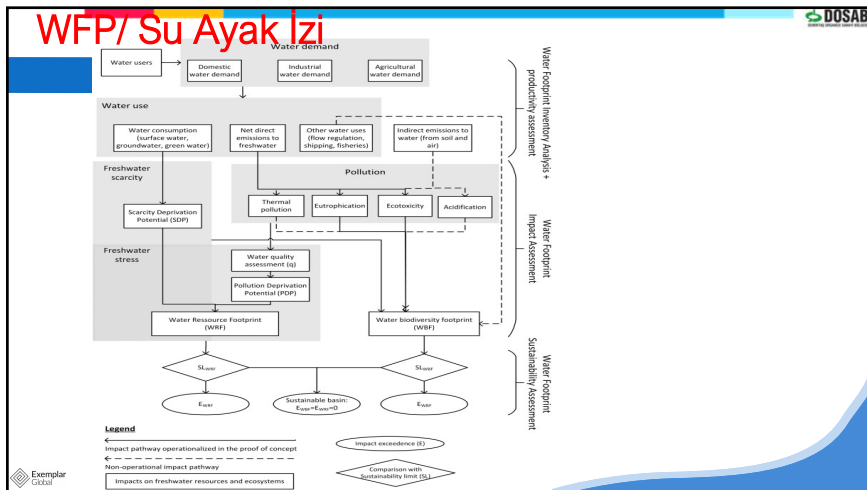 WFP/ Su Ayak İzi
DOSAB
Water demand
Water users
Domestic
water demand
Industrial
water demand
Agricultural
water demand
Water use
Water consumption
(surface water,
groundwater, green water)
Net direct
emissions to
freshwater
Other water uses
(flow regulation,
shipping, fisheries)
Indirect emissions to
water (from soil and
air)
Water Footprint Inventory Analysis +
productivity assessment
Freshwater
scarcity
Pollution
Thermal
pollution
Eutrophication
Ecotoxicity
Acidification
Scarcity Deprivation
Potential (SDP)
Freshwater
stress
Water quality
assessment (q)
Pollution Deprivation
Potential (PDP)
Water Footprint
Impact Assessment
Water Ressource Footprint
(WRF)
Water biodiversity footprint
(WBF)
SLWRF
SLWBF
EWRF
Sustainable basin:
EWBF=EWRF=0
EWBF
Water Footprint
Sustainability Assessment
Legend
Impact pathway operationalized in the proof of concept
Non-operational impact pathway
Impacts on freshwater resources and ecosystems
Impact exceedence (E)
Comparison with
Sustainability limit (SL)
Exemplar
Global